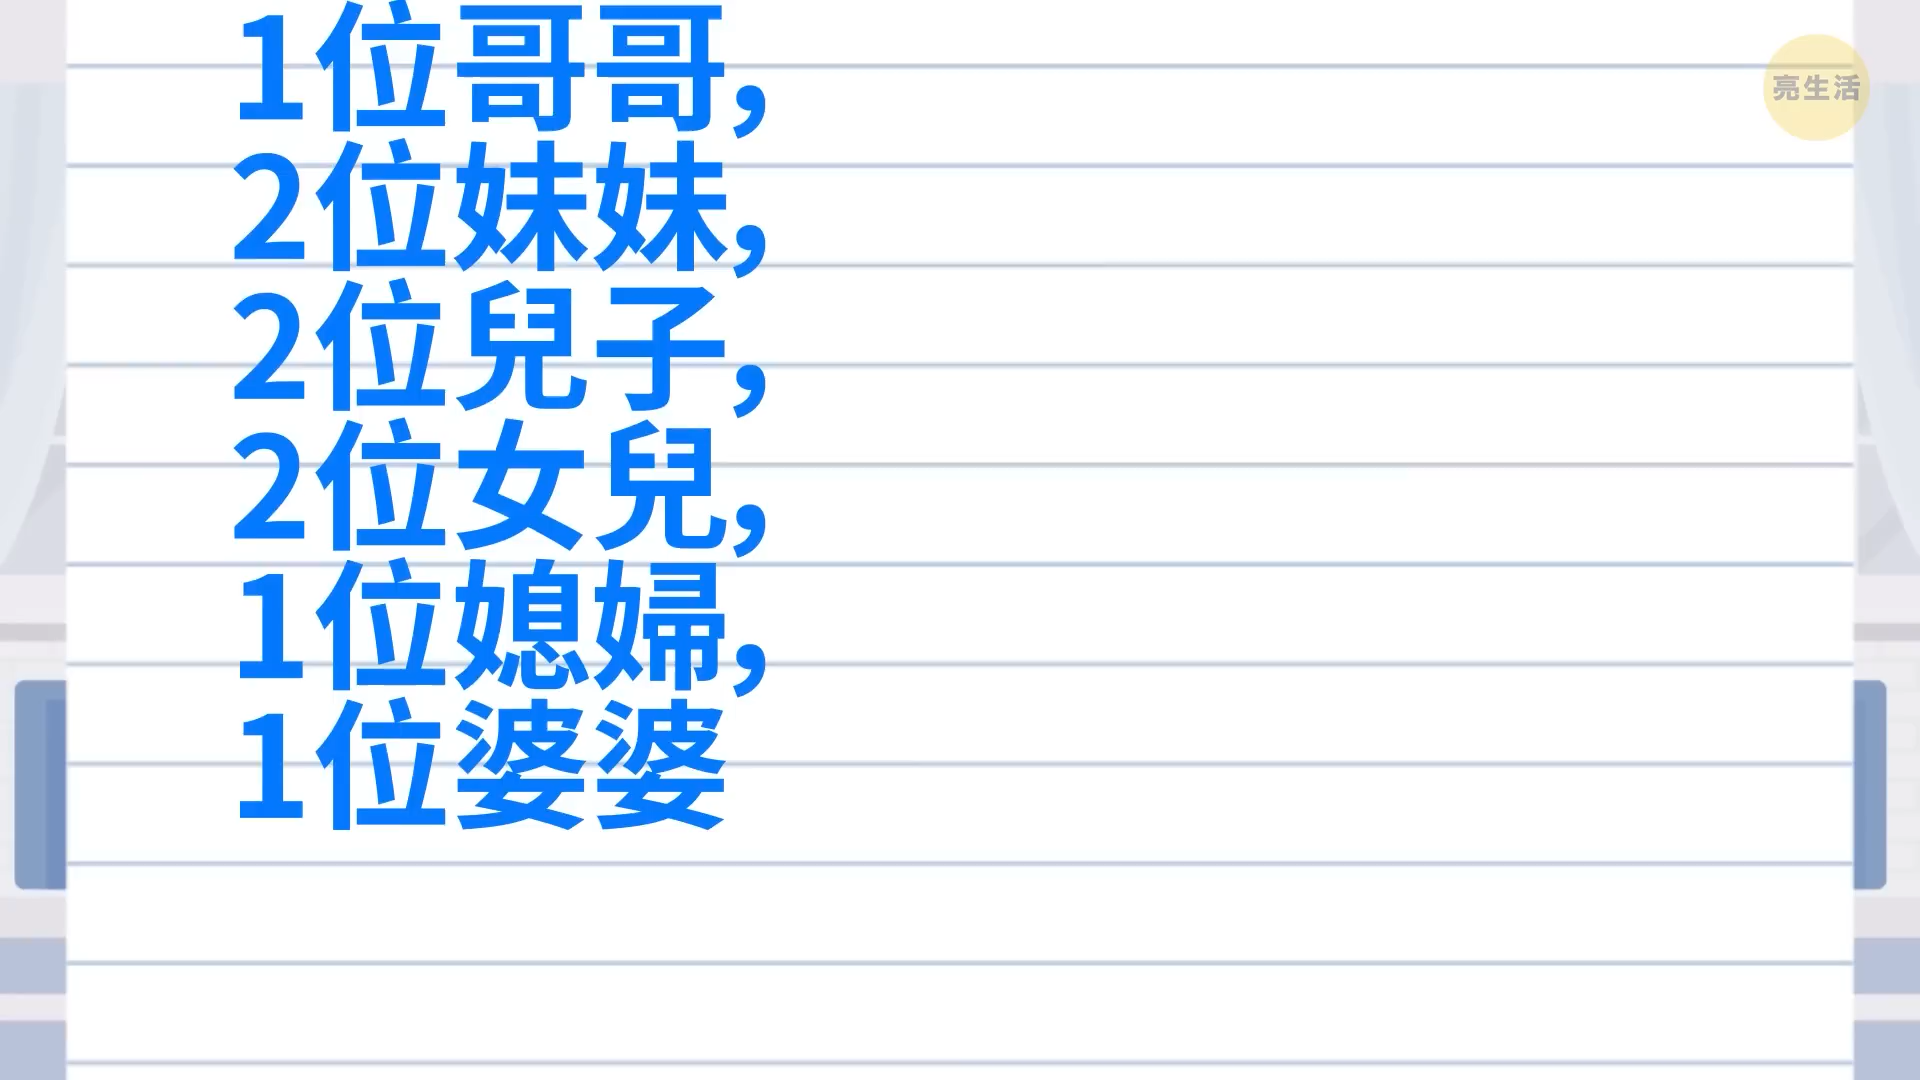 1位哥哥,
2位妹妹,
2位兒子,
2位女兒,
1位媳婦,
1位婆婆
亮生活